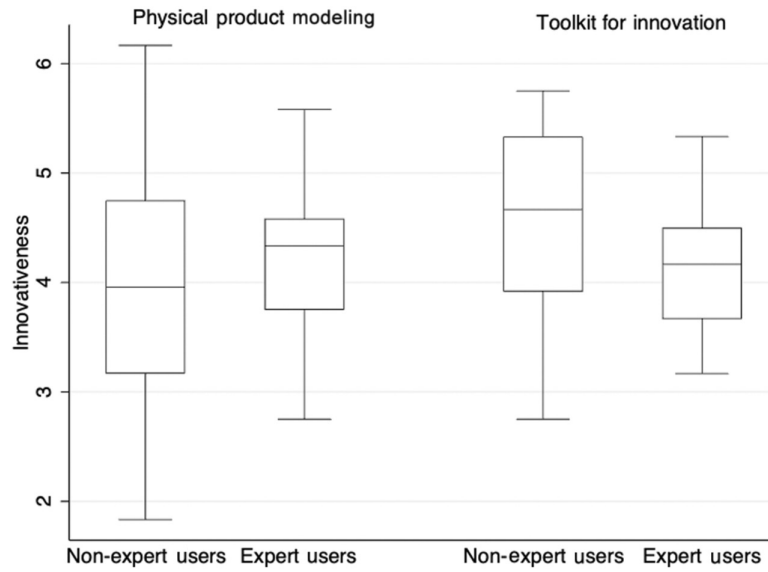 Physical product modeling
Toolkit for innovation
Innovativeness
6
5
4
3
2
Non-expert users
Expert users
Non-expert users
Expert users